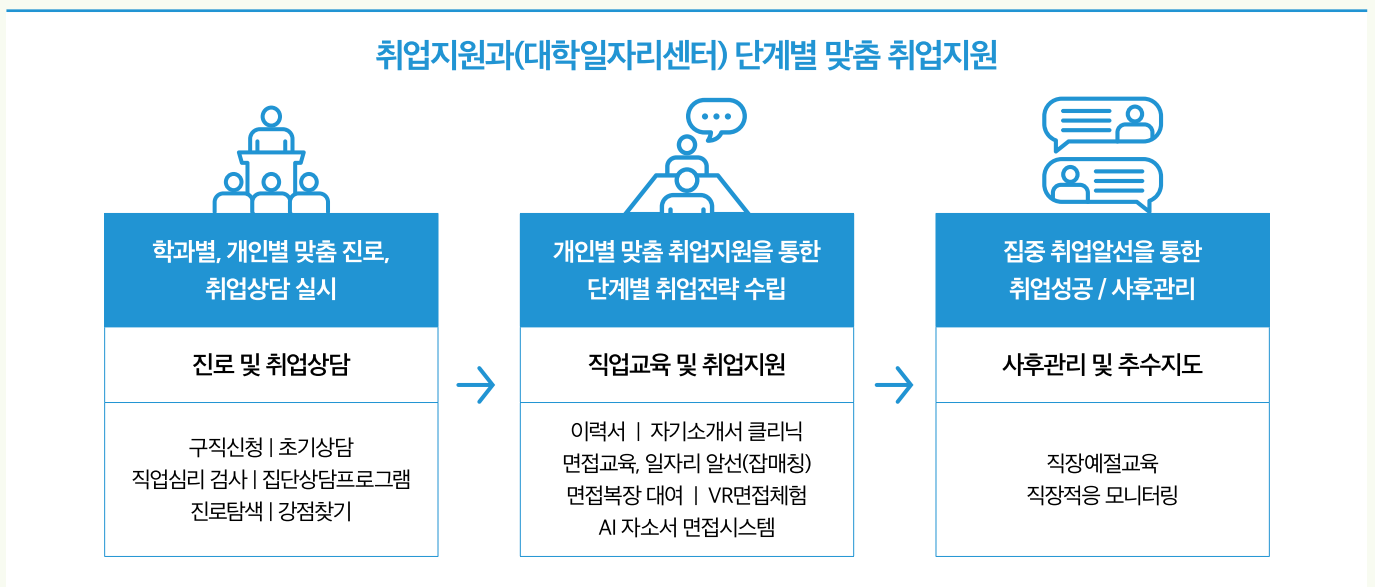 취업지원과(대학일자리센터) 단계별 맞춤 취업지원
학과별, 개인별 맞춤 진로,
취업상담 실시
진로 및 취업상담
구직신청 | 초기상담
직업심리 검사 | 집단상담프로그램
진로탐색 | 강점찾기
개인별 맞춤 취업지원을 통한
단계별 취업전략 수립
직업교육 및 취업지원
이력서 | 자기소개서 클리닉
면접교육, 일자리 알선(잡매칭)
면접복장 대여 | VR면접체험
AI 자소서 면접시스템
집중 취업알선을 통한
취업성공 / 사후관리
사후관리 및 추수지도
직장예절교육
직장적응 모니터링